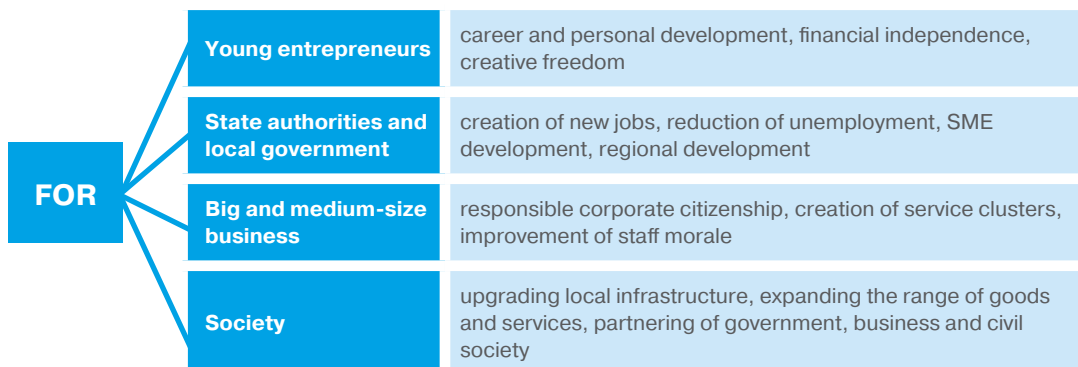 FOR
Young entrepreneurs
career and personal development, financial independence,
creative freedom
State authorities and
local government
creation of new jobs, reduction of unemployment, SME
development, regional development
Big and medium-size
business
responsible corporate citizenship, creation of service clusters,
improvement of staff morale
Society
upgrading local infrastructure, expanding the range of goods
and services, partnering of government, business and civil
society